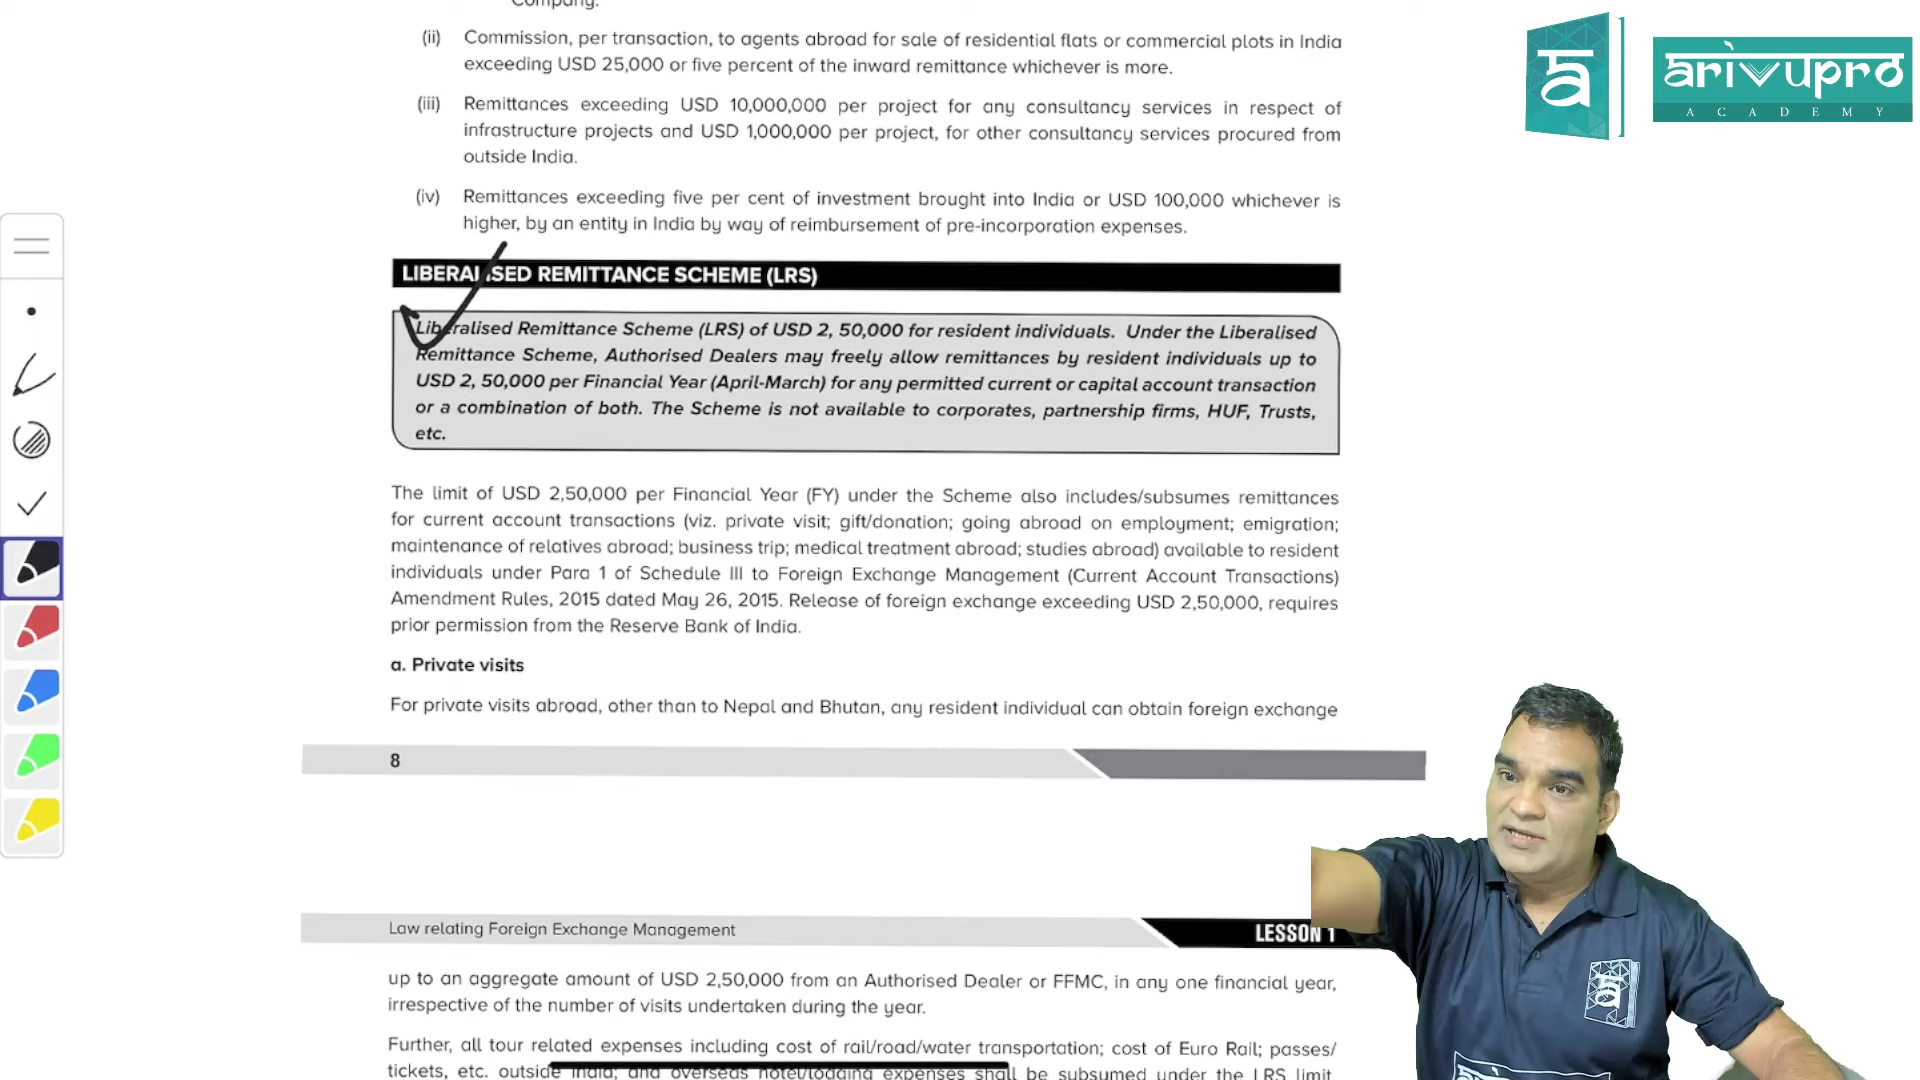 Company.
(ii) Commission, per transaction, to agents abroad for sale of residential flats or commercial plots in India
exceeding USD 25,000 or five percent of the inward remittance whichever is more.
(iii) Remittances exceeding USD 10,000,000 per project for any consultancy services in respect of
infrastructure projects and USD 1,000,000 per project, for other consultancy services procured from
outside India.
(iv) Remittances exceeding five per cent of investment brought into India or USD 100,000 whichever is
higher, by an entity in India by way of reimbursement of pre-incorporation expenses.
LIBERALISED REMITTANCE SCHEME (LRS)
Liberalised Remittance Scheme (LRS) of USD 2, 50,000 for resident individuals. Under the Liberalised
Remittance Scheme, Authorised Dealers may freely allow remittances by resident individuals up to
USD 2, 50,000 per Financial Year (April-March) for any permitted current or capital account transaction
or a combination of both. The Scheme is not available to corporates, partnership firms, HUF, Trusts,
etc.
The limit of USD 2,50,000 per Financial Year (FY) under the Scheme also includes/subsumes remittances
for current account transactions (viz. private visit; gift/donation; going abroad on employment; emigration;
maintenance of relatives abroad; business trip; medical treatment abroad; studies abroad) available to resident
individuals under Para 1 of Schedule III to Foreign Exchange Management (Current Account Transactions)
Amendment Rules, 2015 dated May 26, 2015. Release of foreign exchange exceeding USD 2,50,000, requires
prior permission from the Reserve Bank of India.
a. Private visits
For private visits abroad, other than to Nepal and Bhutan, any resident individual can obtain foreign exchange
8
Law relating Foreign Exchange Management
LESSON 1
up to an aggregate amount of USD 2,50,000 from an Authorised Dealer or FFMC, in any one financial year,
irrespective of the number of visits undertaken during the year.
Further, all tour related expenses including cost of rail/road/water transportation; cost of Euro Rail; passes/
tickets, etc. outside India; and overseas hotel/lodging expenses shall be subsumed under the LRS limit.
arivupro
ACADEMY